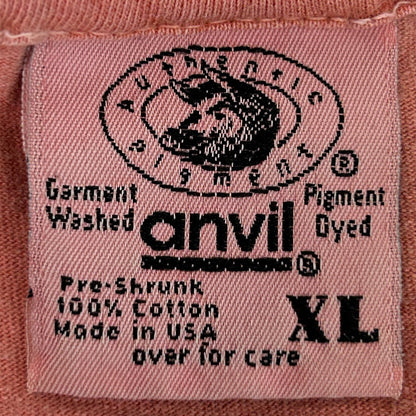 Authentic
Pigment ®
Garment Pigment
Washed anvil Dyed
®
Pre-Shrunk
100% Cotton
Made in USA XL
over for care